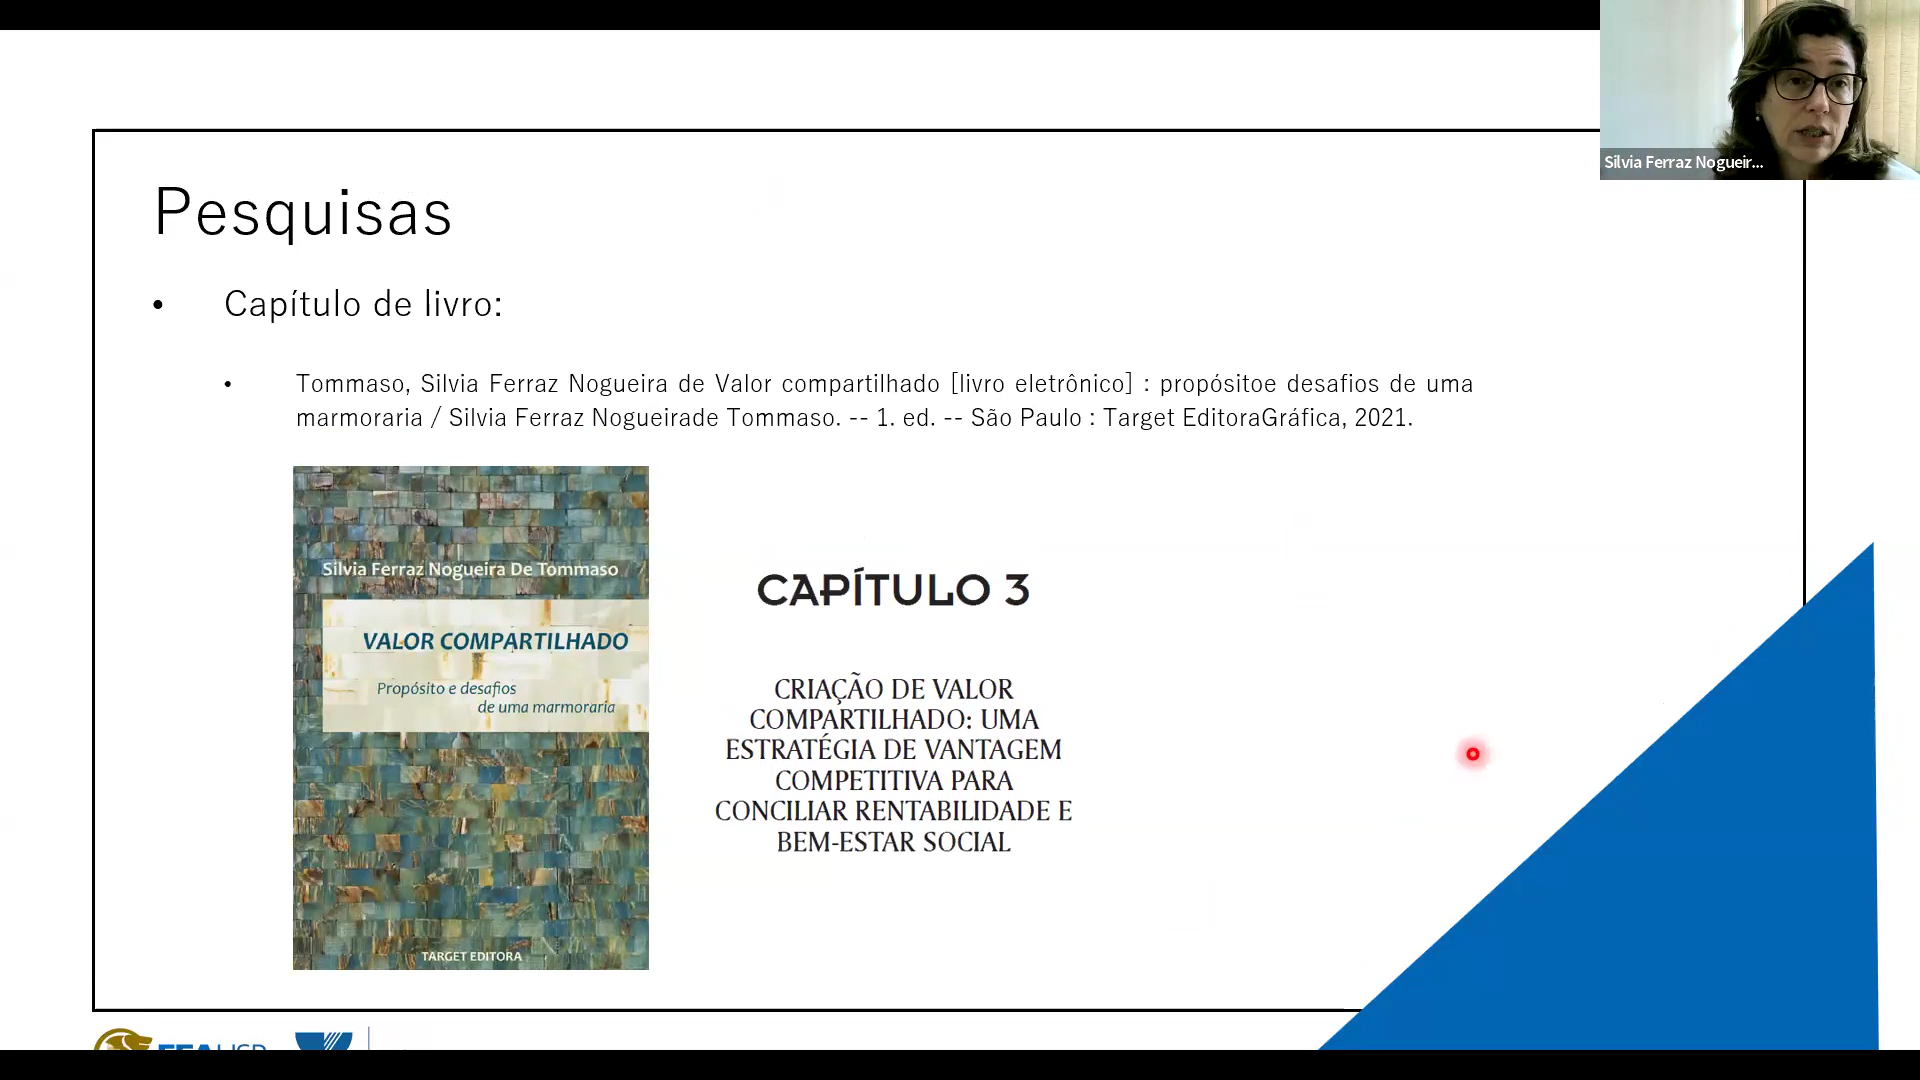 Silvia Ferraz Nogueir...
Pesquisas
• Capítulo de livro:
• Tommaso, Silvia Ferraz Nogueira de Valor compartilhado [livro eletrônico] : propósitoe desafios de uma
marmoraria / Silvia Ferraz Nogueirade Tommaso. -- 1. ed. -- São Paulo : Target EditoraGráfica, 2021.
Silvia Ferraz Nogueira De Tommaso
VALOR COMPARTILHADO
Propósito e desafios
de uma marmoraria
TARGET EDITORA
CAPÍTULO 3
CRIAÇÃO DE VALOR
COMPARTILHADO: UMA
ESTRATÉGIA DE VANTAGEM
COMPETITIVA PARA
CONCILIAR RENTABILIDADE E
BEM-ESTAR SOCIAL